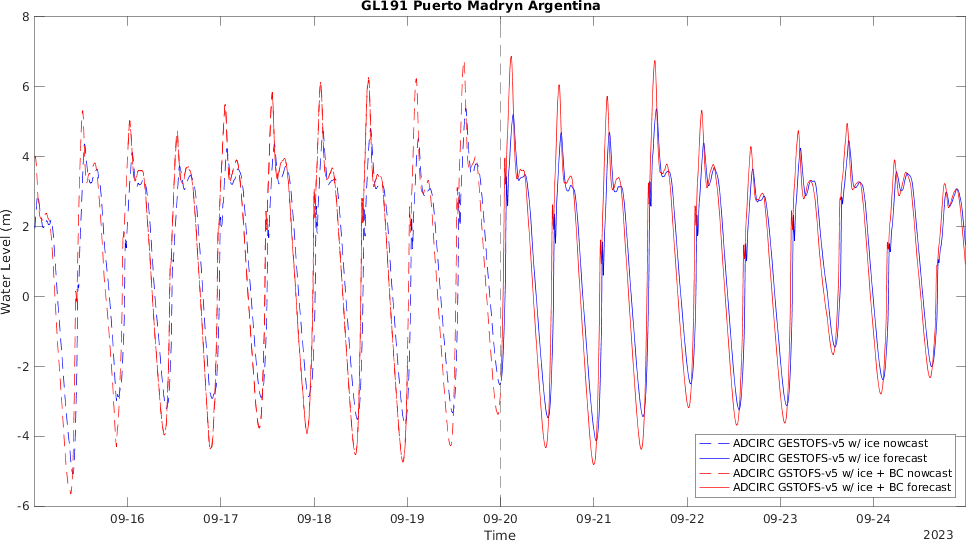 GL191 Puerto Madryn Argentina
8
6
4
2
0
-2
-4
-6
Water Level (m)
09-16 09-17 09-18 09-19 09-20 09-21 09-22 09-23 09-24
Time
2023
ADCIRC GESTOFS-v5 w/ ice nowcast
ADCIRC GESTOFS-v5 w/ ice forecast
ADCIRC GSTOFS-v5 w/ ice + BC nowcast
ADCIRC GSTOFS-v5 w/ ice + BC forecast